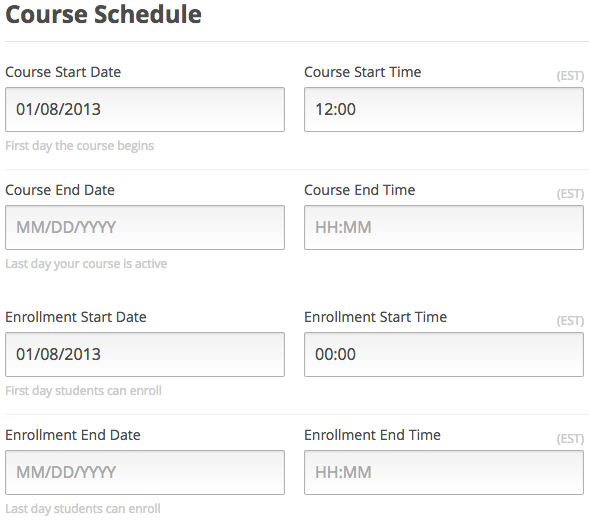 Course Schedule
Course Start Date Course Start Time (EST)
01/08/2013 12:00
First day the course begins
Course End Date Course End Time (EST)
MM/DD/YYYY HH:MM
Last day your course is active
Enrollment Start Date Enrollment Start Time (EST)
01/08/2013 00:00
First day students can enroll
Enrollment End Date Enrollment End Time (EST)
MM/DD/YYYY HH:MM
Last day students can enroll